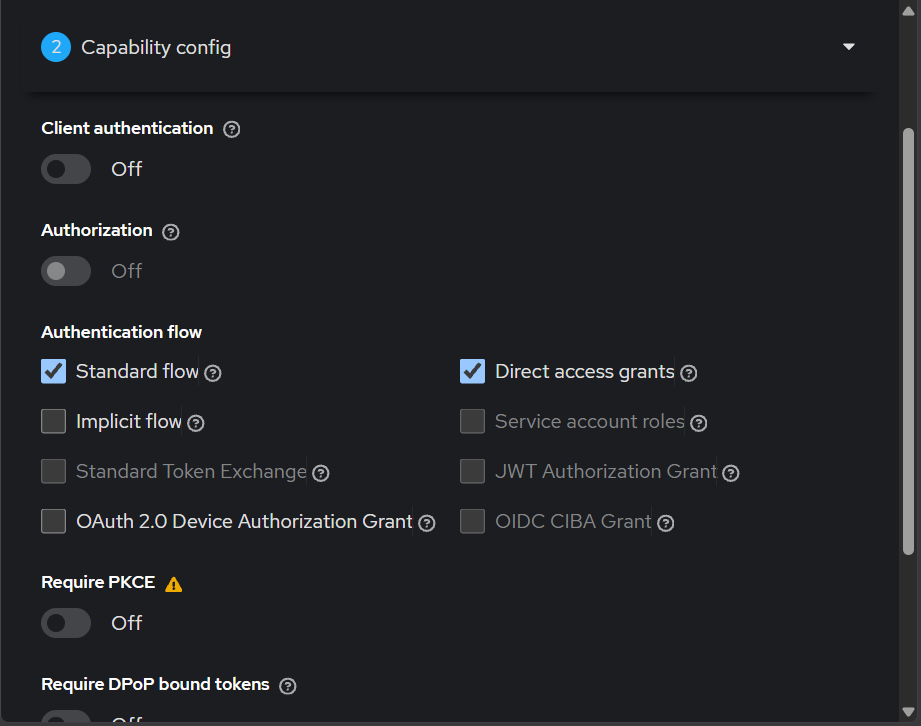 2 Capability config
Client authentication ?
Off
Authorization ?
Off
Authentication flow
Standard flow ? Direct access grants ?
Implicit flow ? Service account roles ?
Standard Token Exchange ? JWT Authorization Grant ?
OAuth 2.0 Device Authorization Grant ? OIDC CIBA Grant ?
Require PKCE
Off
Require DPoP bound tokens ?
Off